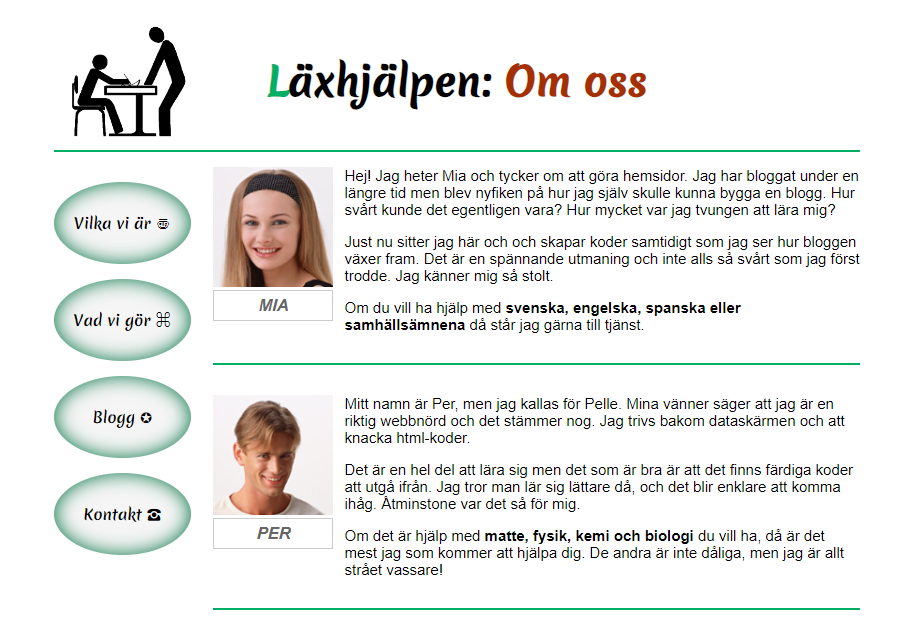 Läxhjälpen: Om oss
Vilka vi är
Vad vi gör ⌘
Blogg ✪
Kontakt ☎
Hej! Jag heter Mia och tycker om att göra hemsidor. Jag har bloggat under en
längre tid men blev nyfiken på hur jag själv skulle kunna bygga en blogg. Hur
svårt kunde det egentligen vara? Hur mycket var jag tvungen att lära mig?
Just nu sitter jag här och och skapar koder samtidigt som jag ser hur bloggen
växer fram. Det är en spännande utmaning och inte alls så svårt som jag först
trodde. Jag känner mig så stolt.
Om du vill ha hjälp med svenska, engelska, spanska eller
samhällsämnena då står jag gärna till tjänst.
MIA
Mitt namn är Per, men jag kallas för Pelle. Mina vänner säger att jag är en
riktig webbnörd och det stämmer nog. Jag trivs bakom dataskärmen och att
knacka html-koder.
Det är en hel del att lära sig men det som är bra är att det finns färdiga koder
att utgå ifrån. Jag tror man lär sig lättare då, och det blir enklare att komma
ihåg. Åtminstone var det så för mig.
Om det är hjälp med matte, fysik, kemi och biologi du vill ha, då är det
mest jag som kommer att hjälpa dig. De andra är inte dåliga, men jag är allt
strået vassare!
PER